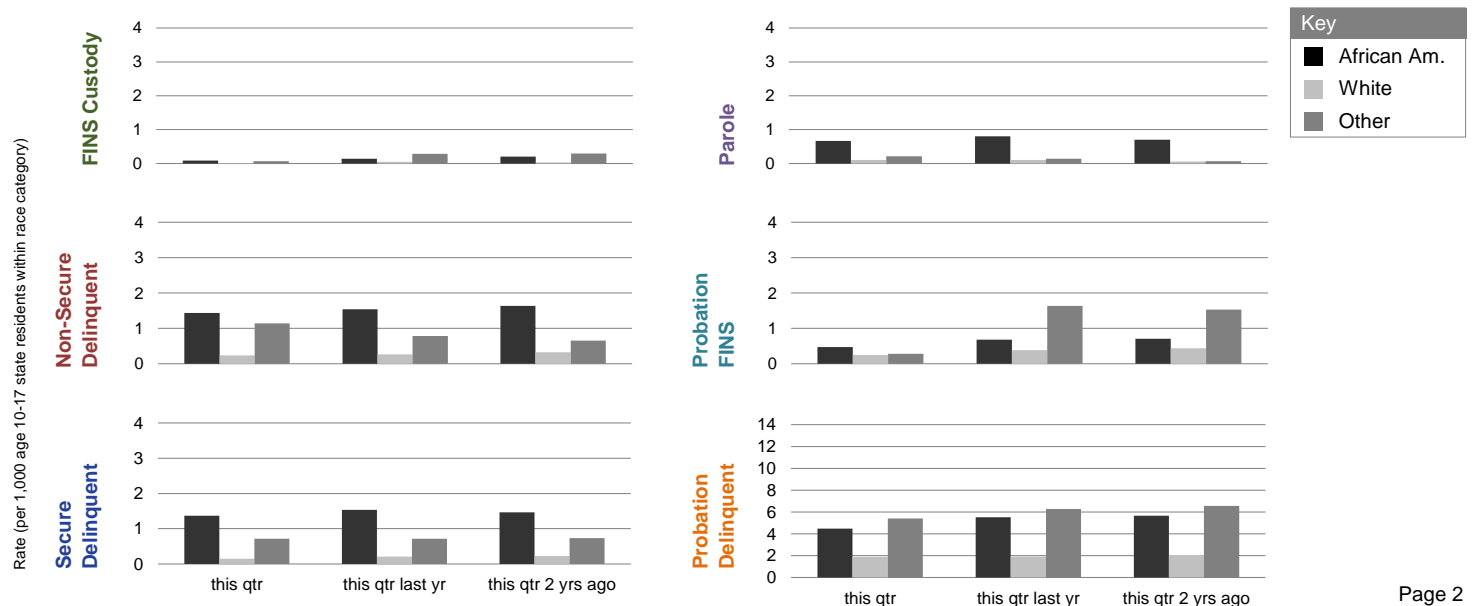 Rate (per 1,000 age 10-17 state residents within race category)
FINS Custody
4
3
2
1
0
Non-Secure
Delinquent
4
3
2
1
0
Secure
Delinquent
4
3
2
1
0
this qtr
this qtr last yr
this qtr 2 yrs ago
Parole
4
3
2
1
0
Probation
FINS
4
3
2
1
0
Probation
Delinquent
14
12
10
8
6
4
2
0
this qtr
this qtr last yr
this qtr 2 yrs ago
Key
African Am.
White
Other
Page 2